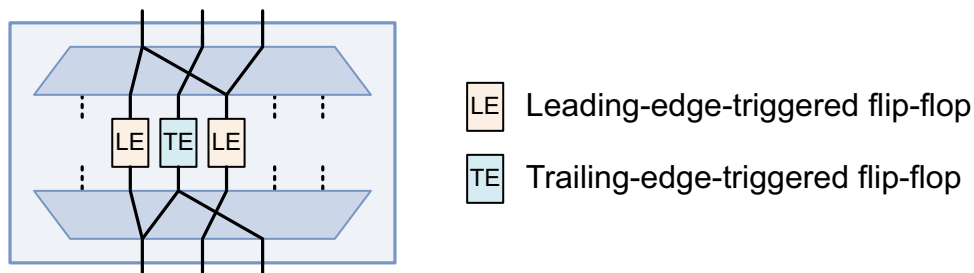 LE TE LE
LE Leading-edge-triggered flip-flop
TE Trailing-edge-triggered flip-flop